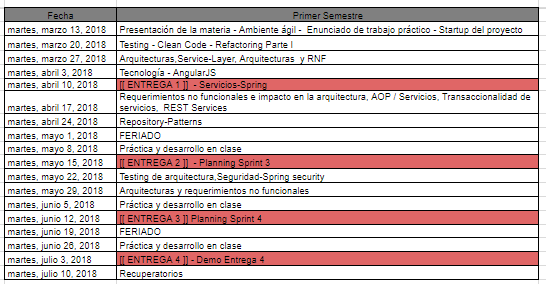 Fecha Primer Semestre
martes, marzo 13, 2018 Presentación de la materia - Ambiente ágil - Enunciado de trabajo práctico - Startup del proyecto
martes, marzo 20, 2018 Testing - Clean Code - Refactoring Parte I
martes, marzo 27, 2018 Arquitecturas,Service-Layer, Arquitecturas y RNF
martes, abril 3, 2018 Tecnología - AngularJS
martes, abril 10, 2018 [[ ENTREGA 1 ]] - Servicios-Spring
Requerimientos no funcionales e impacto en la arquitectura, AOP / Servicios, Transaccionalidad de
martes, abril 17, 2018 servicios, REST Services
martes, abril 24, 2018 Repository-Patterns
martes, mayo 1, 2018 FERIADO
martes, mayo 8, 2018 Práctica y desarrollo en clase
martes, mayo 15, 2018 [[ ENTREGA 2 ]] - Planning Sprint 3
martes, mayo 22, 2018 Testing de arquitectura,Seguridad-Spring security
martes, mayo 29, 2018 Arquitecturas y requerimientos no funcionales
martes, junio 5, 2018 Práctica y desarrollo en clase
martes, junio 12, 2018 [[ ENTREGA 3 ]] Planning Sprint 4
martes, junio 19, 2018 FERIADO
martes, junio 26, 2018 Práctica y desarrollo en clase
martes, julio 3, 2018 [[ ENTREGA 4 ]] - Demo Entrega 4
martes, julio 10, 2018 Recuperatorios